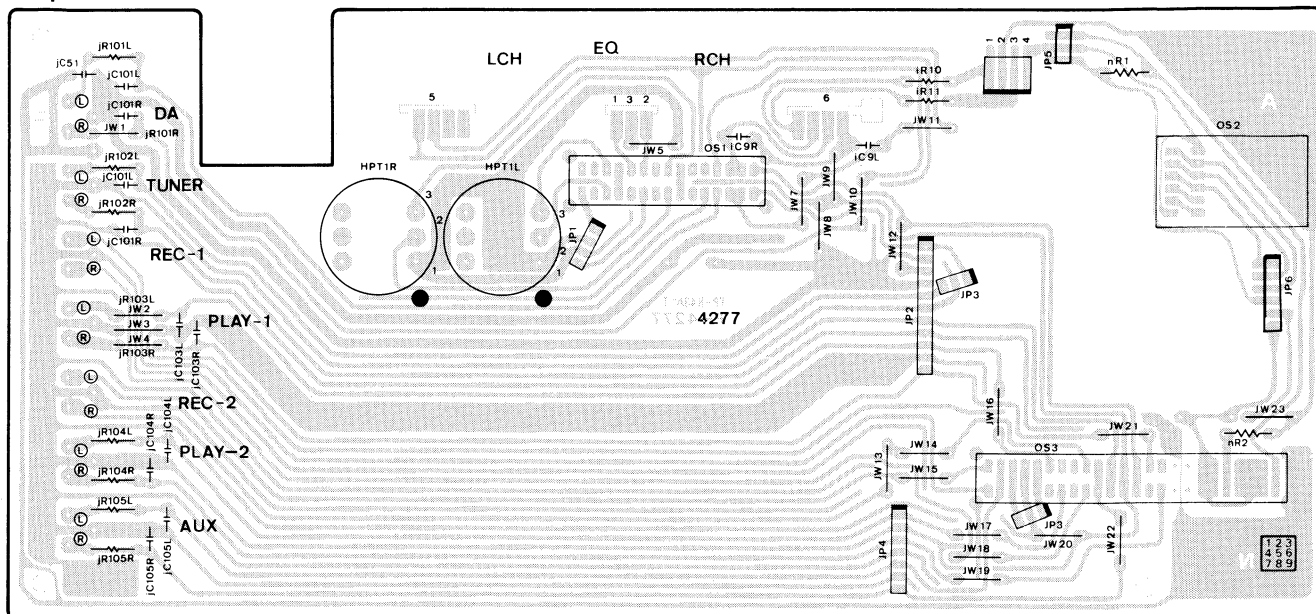 jR101L
jC51
jC101L
L
jC101R
DA
R
JW1
jR101R
jR102L
L
jC101L
TUNER
R
jR102R
L
jC101R
REC-1
R
jR103L
L
JW2
JW3
PLAY-1
R
JW4
jR103R
jC103L
jC103R
L
REC-2
R
jC104R
jC104L
jR104L
L
PLAY-2
R
jR104R
jR105L
L
AUX
R
jR105R
jC105R
jC105L
LCH
EQ
RCH
5
1 3 2
6
JW5
OS1
iC9R
iC9L
HPT1R
HPT1L
3
2
1
3
2
1
JP1
JW7
JW8
JW9
JW10
iR10
iR11
JW11
1 2 3 4
JP5
nR1
OS2
A
JW12
JP2
JP3
JP6
4277
JW16
JW23
nR2
JW21
JW14
JW13
JW15
OS3
JP4
JW17
JP3
JW18
JW20
JW19
JW22
1 2 3
4 5 6
7 8 9